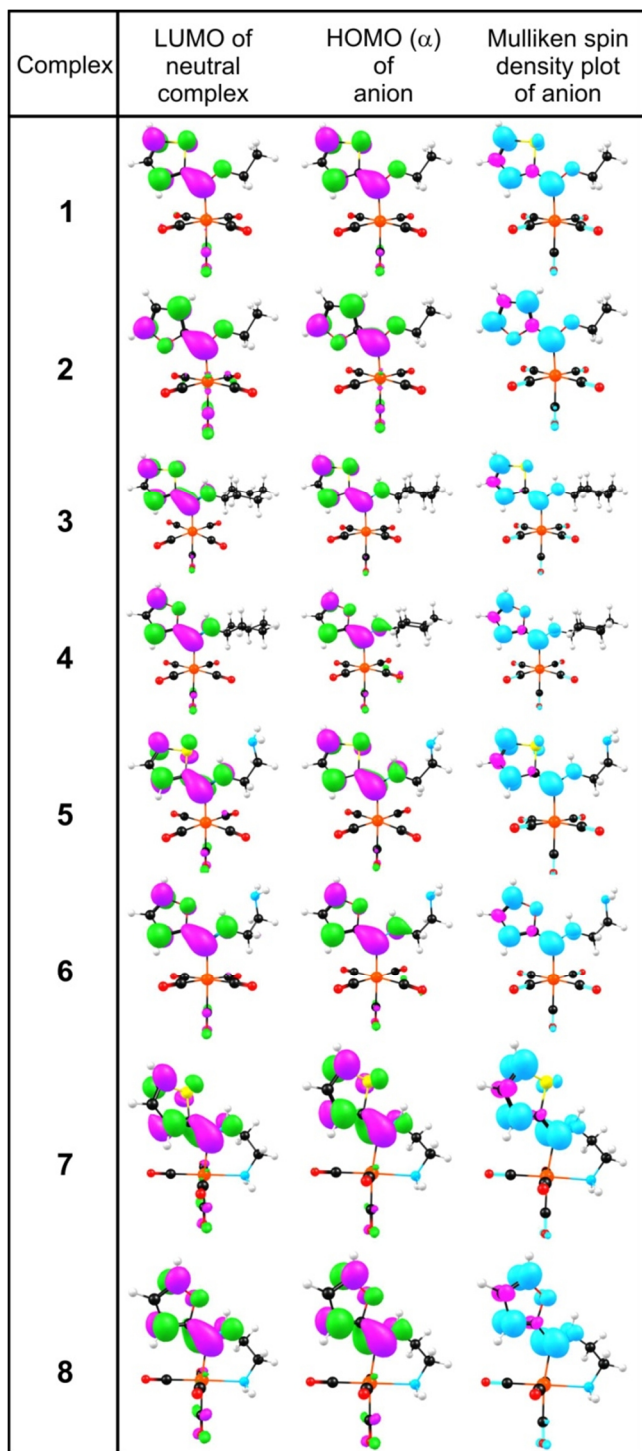 Complex
LUMO of
neutral
complex
HOMO (α)
of
anion
Mulliken spin
density plot
of anion
1
2
3
4
5
6
7
8